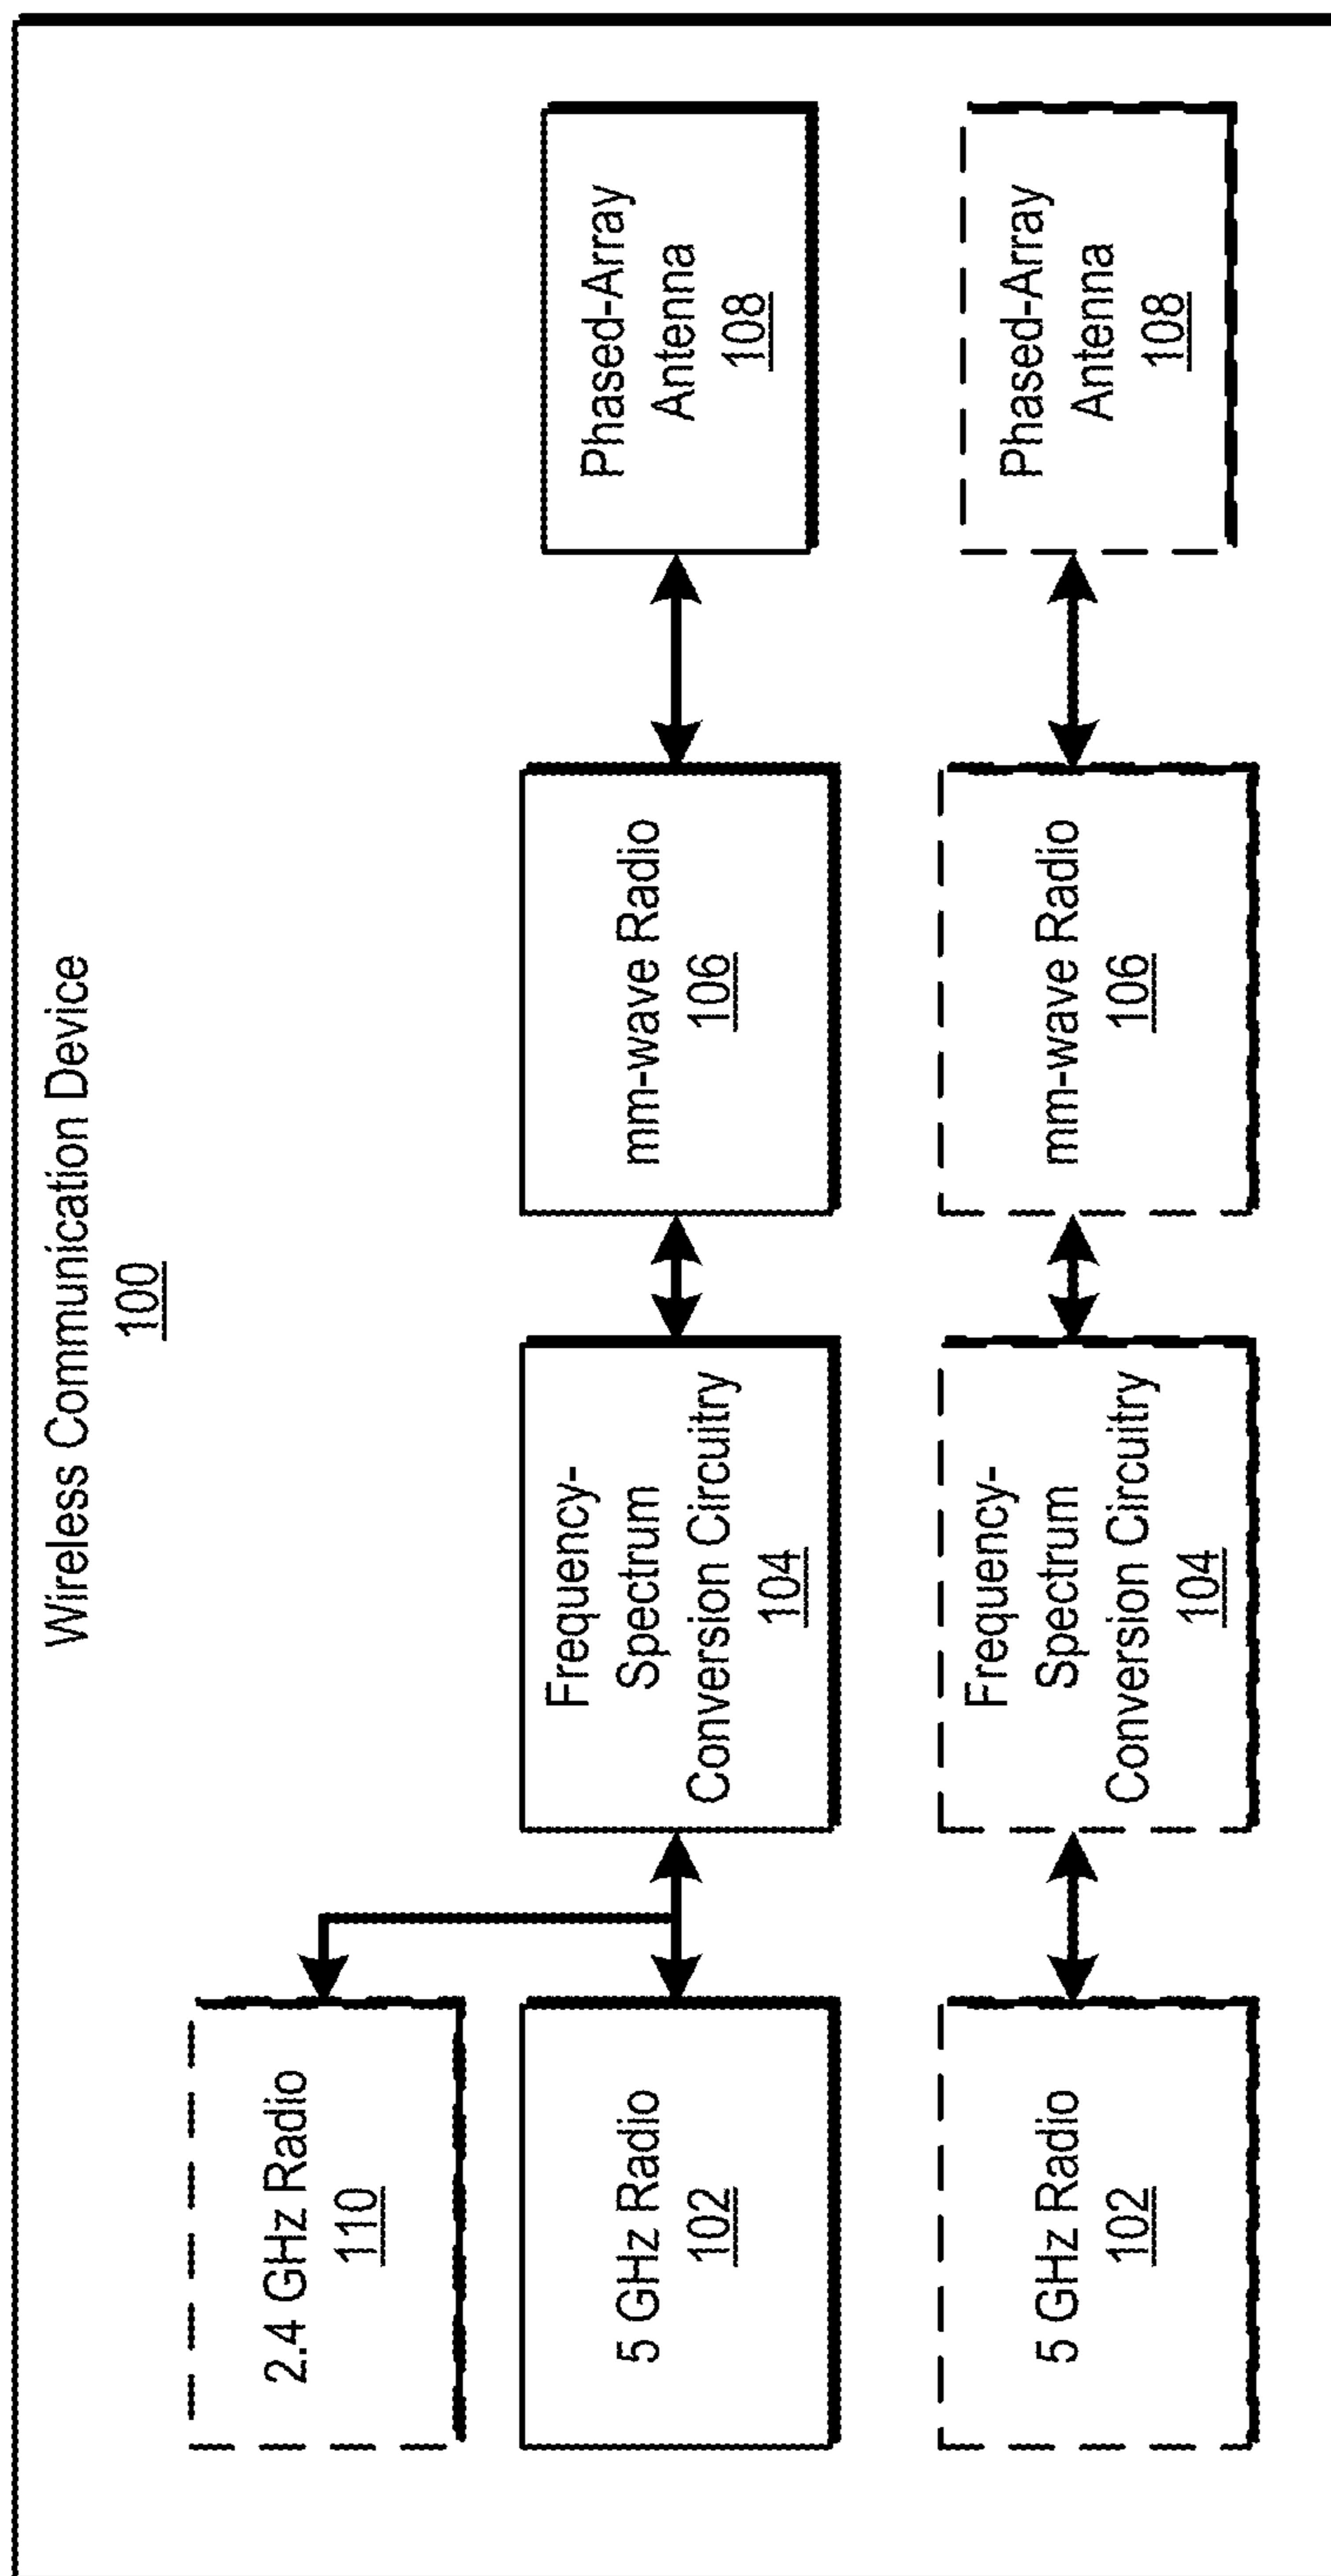 Wireless Communication Device
100
2.4 GHz Radio
110
5 GHz Radio
102
Frequency-
Spectrum
Conversion Circuitry
104
mm-wave Radio
106
Phased-Array
Antenna
108
5 GHz Radio
102
Frequency-
Spectrum
Conversion Circuitry
104
mm-wave Radio
106
Phased-Array
Antenna
108